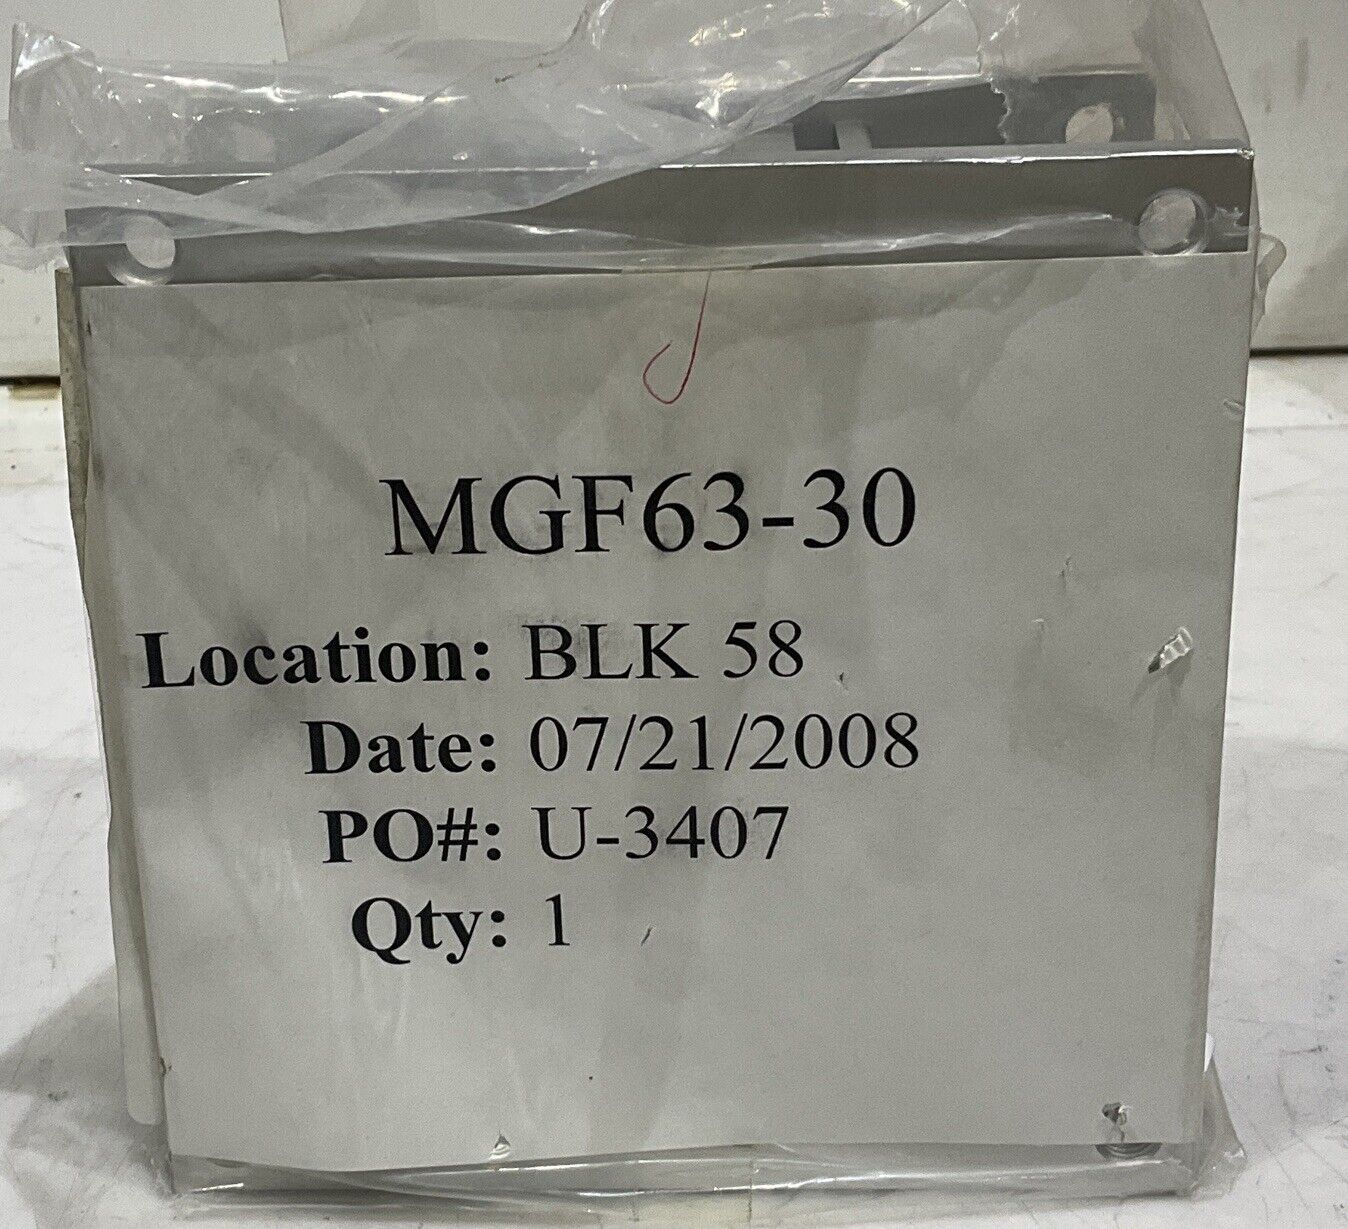 MGF63-30
Location: BLK 58
Date: 07/21/2008
PO#: U-3407
Qty: 1